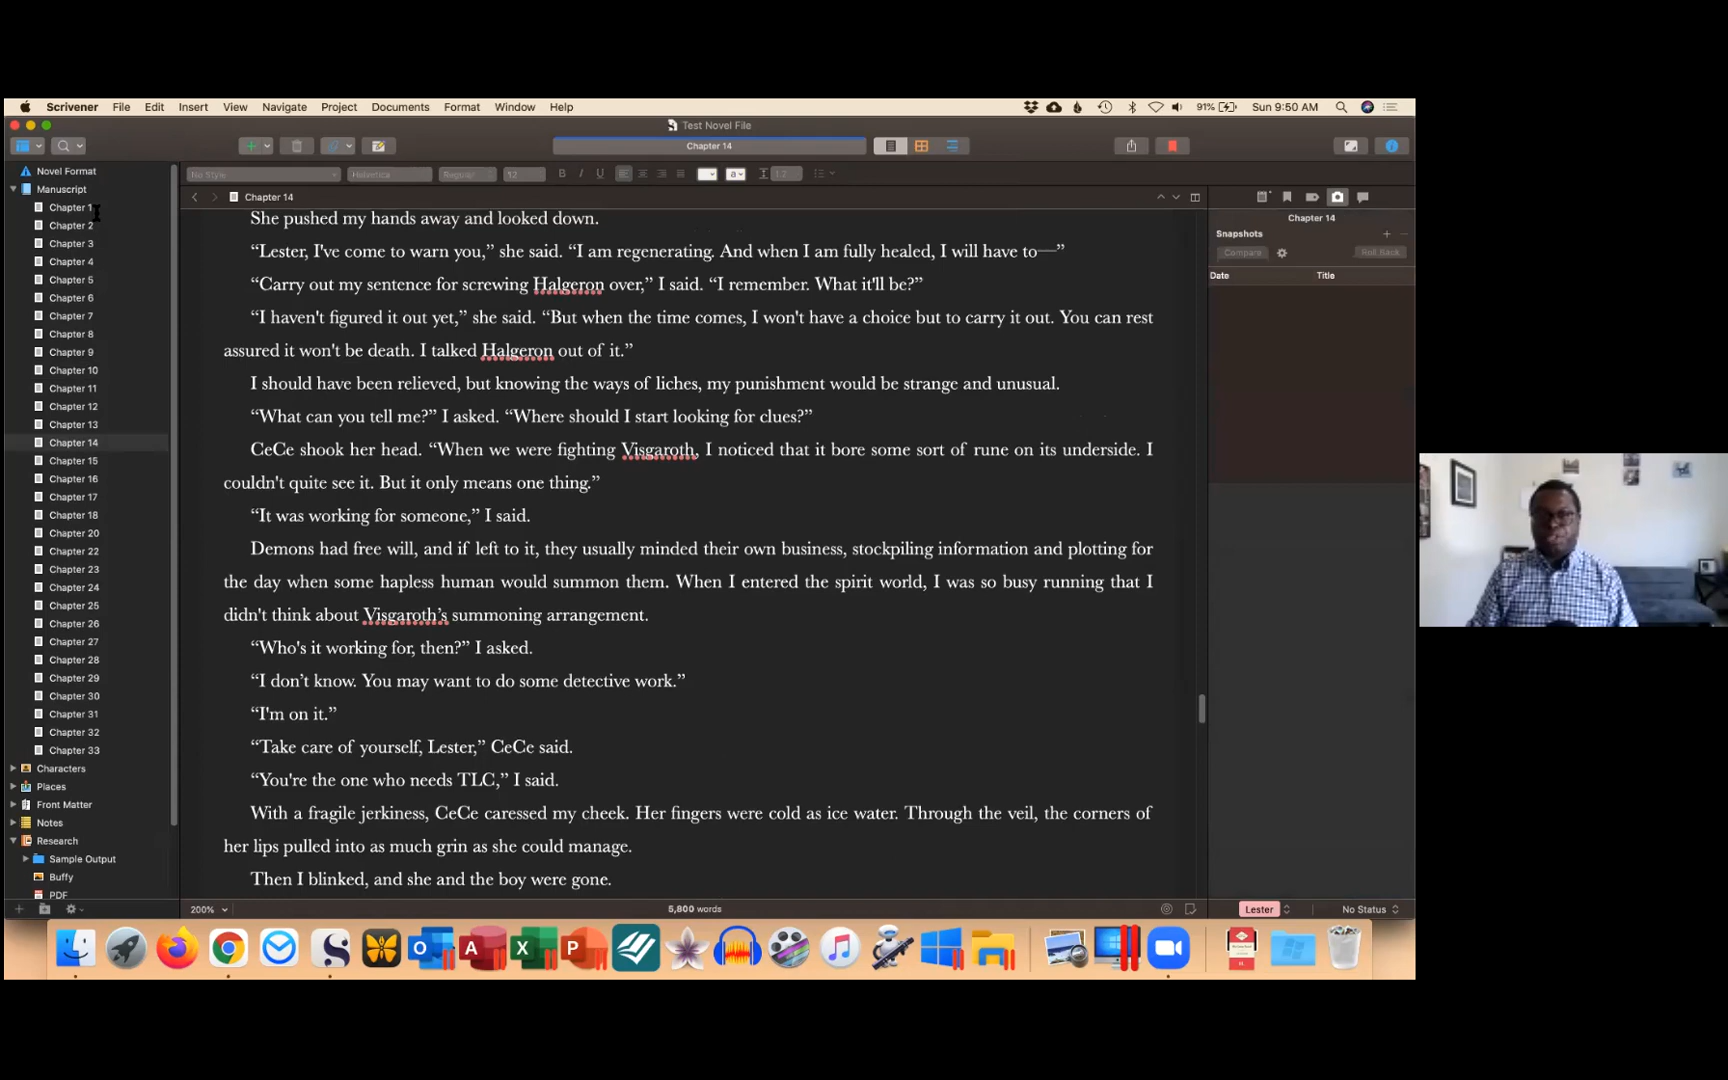 Scrivener File Edit Insert View Navigate Project Documents Format Window Help 91% Sun 9:50 AM
Test Novel File
Chapter 14
No Style Helvetica Regular 12 B I U a 1.2
Novel Format
Manuscript
Chapter 1
Chapter 2
Chapter 3
Chapter 4
Chapter 5
Chapter 6
Chapter 7
Chapter 8
Chapter 9
Chapter 10
Chapter 11
Chapter 12
Chapter 13
Chapter 14
Chapter 15
Chapter 16
Chapter 17
Chapter 18
Chapter 20
Chapter 22
Chapter 23
Chapter 24
Chapter 25
Chapter 26
Chapter 27
Chapter 28
Chapter 29
Chapter 30
Chapter 31
Chapter 32
Chapter 33
Characters
Places
Front Matter
Notes
Research
Sample Output
Buffy
PDF
Chapter 14
She pushed my hands away and looked down.
“Lester, I've come to warn you,” she said. “I am regenerating. And when I am fully healed, I will have to—”
“Carry out my sentence for screwing Halgeron over,” I said. “I remember. What it'll be?”
“I haven't figured it out yet,” she said. “But when the time comes, I won't have a choice but to carry it out. You can rest
assured it won't be death. I talked Halgeron out of it.”
I should have been relieved, but knowing the ways of liches, my punishment would be strange and unusual.
“What can you tell me?” I asked. “Where should I start looking for clues?”
CeCe shook her head. “When we were fighting Visgaroth, I noticed that it bore some sort of rune on its underside. I
couldn't quite see it. But it only means one thing.”
“It was working for someone,” I said.
Demons had free will, and if left to it, they usually minded their own business, stockpiling information and plotting for
the day when some hapless human would summon them. When I entered the spirit world, I was so busy running that I
didn't think about Visgaroth’s summoning arrangement.
“Who's it working for, then?” I asked.
“I don’t know. You may want to do some detective work.”
“I'm on it.”
“Take care of yourself, Lester,” CeCe said.
“You're the one who needs TLC,” I said.
With a fragile jerkiness, CeCe caressed my cheek. Her fingers were cold as ice water. Through the veil, the corners of
her lips pulled into as much grin as she could manage.
Then I blinked, and she and the boy were gone.
200% 5,800 words
Chapter 14
Snapshots
Compare Roll Back
Date Title
Lester No Status